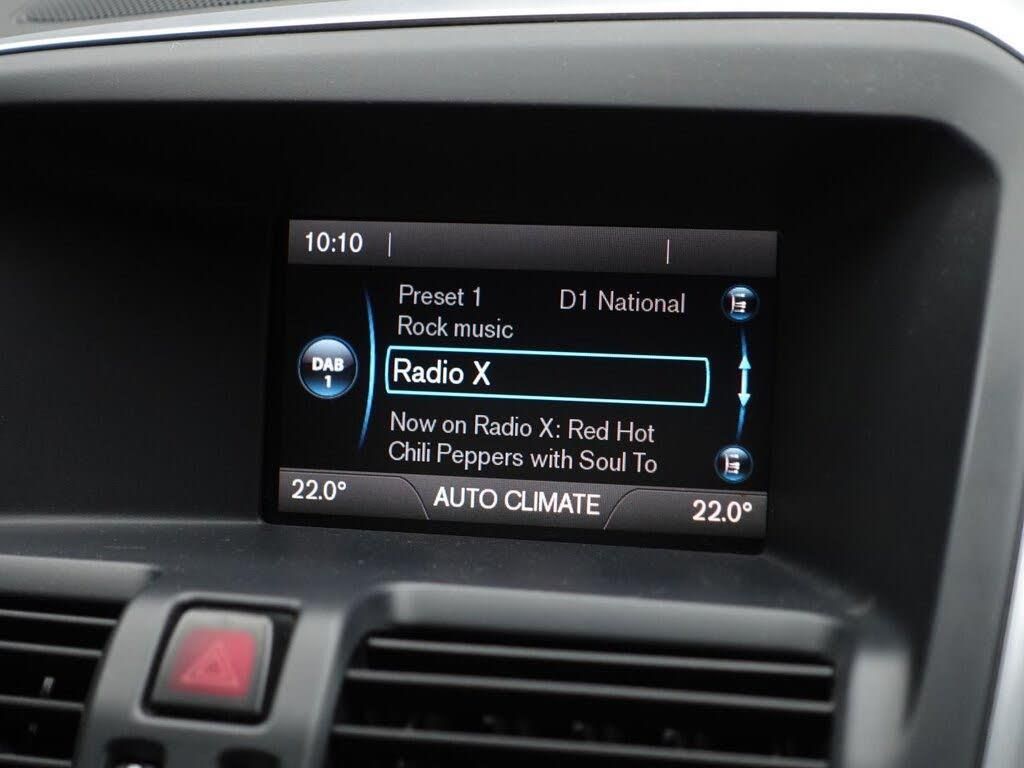 10:10
Preset 1 D1 National
Rock music
DAB
1
Radio X
Now on Radio X: Red Hot
Chili Peppers with Soul To
22.0° AUTO CLIMATE 22.0°